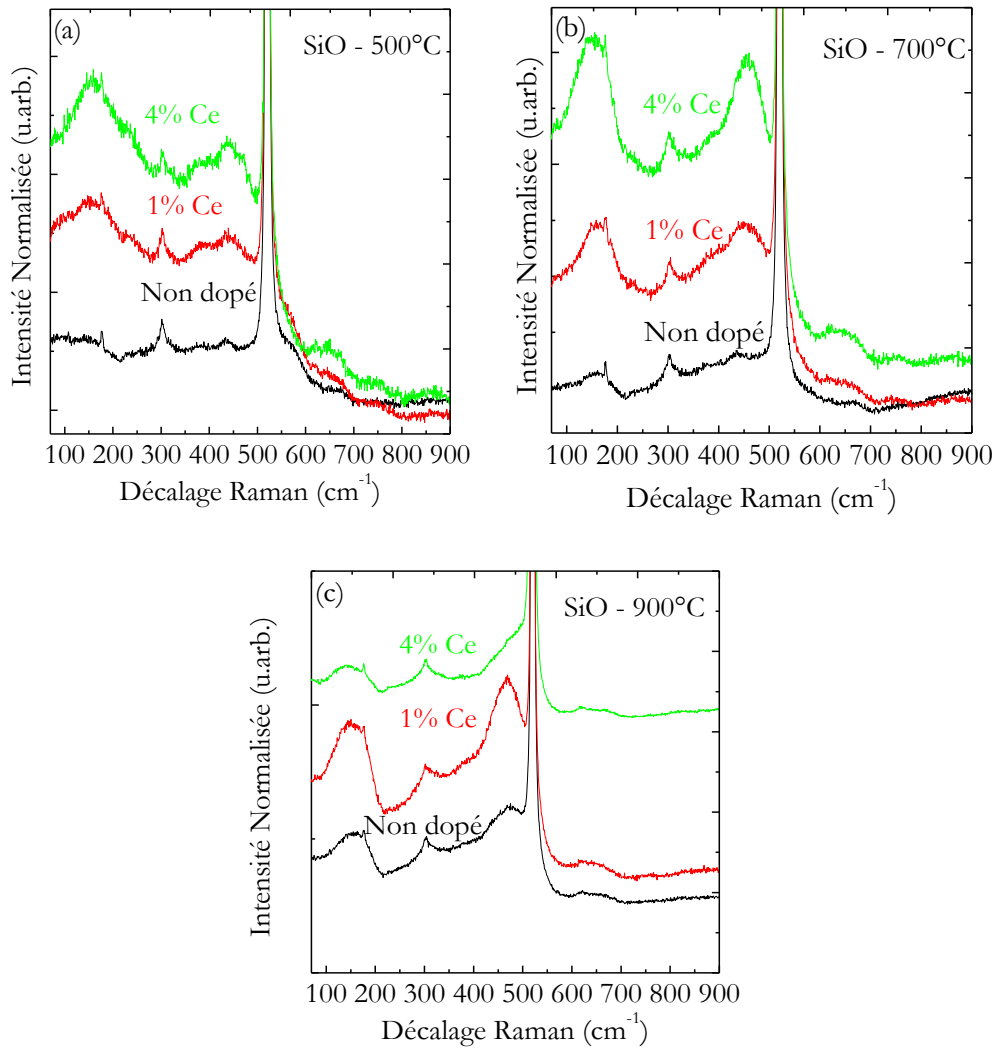 (a)
SiO - 500°C
4% Ce
1% Ce
Non dopé
Intensité Normalisée (u.arb.)
100 200 300 400 500 600 700 800 900
Décalage Raman (cm⁻¹)
(b)
SiO - 700°C
4% Ce
1% Ce
Non dopé
Intensité Normalisée (u.arb.)
100 200 300 400 500 600 700 800 900
Décalage Raman (cm⁻¹)
(c)
SiO - 900°C
4% Ce
1% Ce
Non dopé
Intensité Normalisée (u.arb.)
100 200 300 400 500 600 700 800 900
Décalage Raman (cm⁻¹)